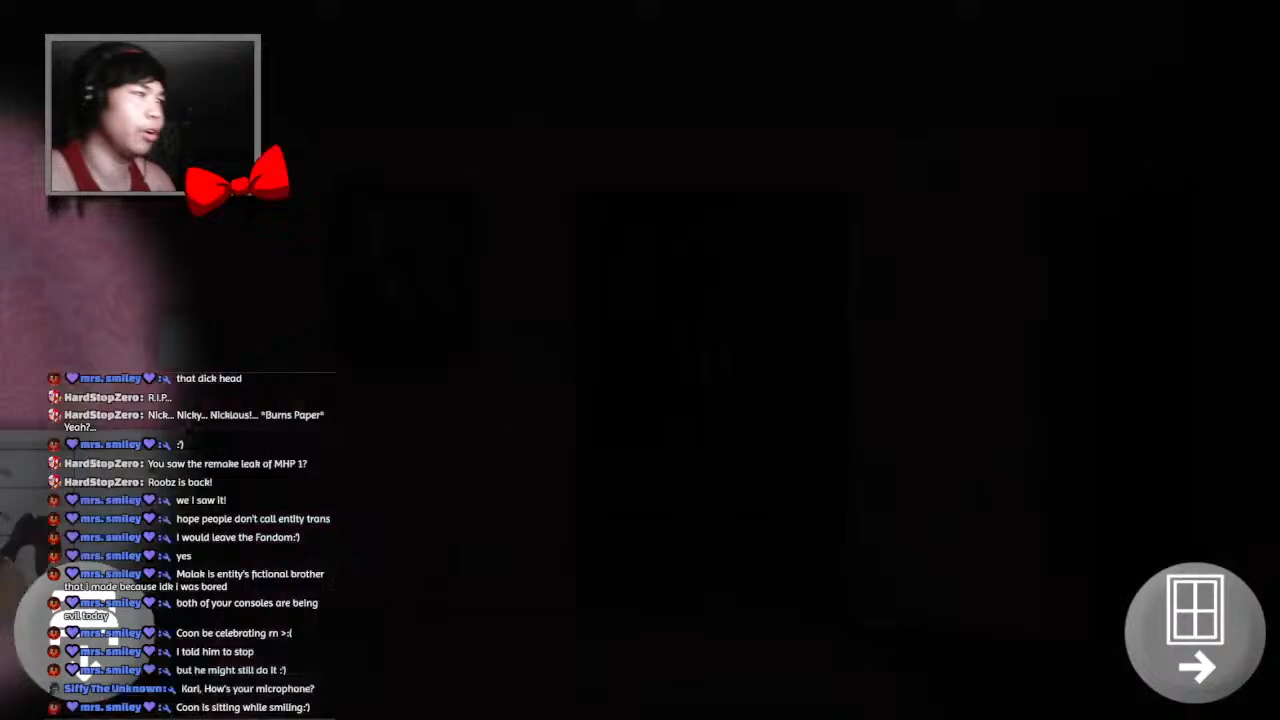 mrs. smiley: that dick head
HardStopZero: R.I.P...
HardStopZero: Nick... Nicky... Nicklaus!... *Burns Paper*
Yeah?...
mrs. smiley: :')
HardStopZero: You saw the remake leak of MHP 1?
HardStopZero: Roobz is back!
mrs. smiley: we I saw it!
mrs. smiley: hope people don't call entity trans
mrs. smiley: I would leave the Fandom:')
mrs. smiley: yes
mrs. smiley: Malak is entity's fictional brother
that I made because idk I was bored
mrs. smiley: both of your consoles are being
evil today
mrs. smiley: Coon be celebrating rn >:(
mrs. smiley: I told him to stop
mrs. smiley: but he might still do it :')
Siffy The Unknown: Karl, How's your microphone?
mrs. smiley: Coon is sitting while smiling:')